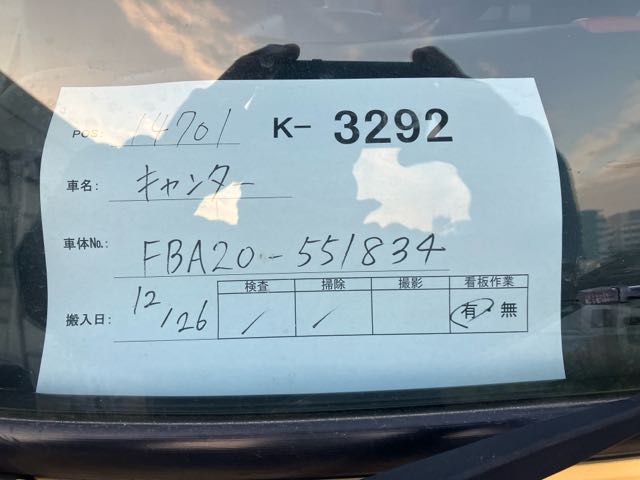 POS: 14701 K- 3292
車名: キャンター
車体No.: FBA20-551834
搬入日: 12/26
検査 掃除 撮影 看板作業
有・無